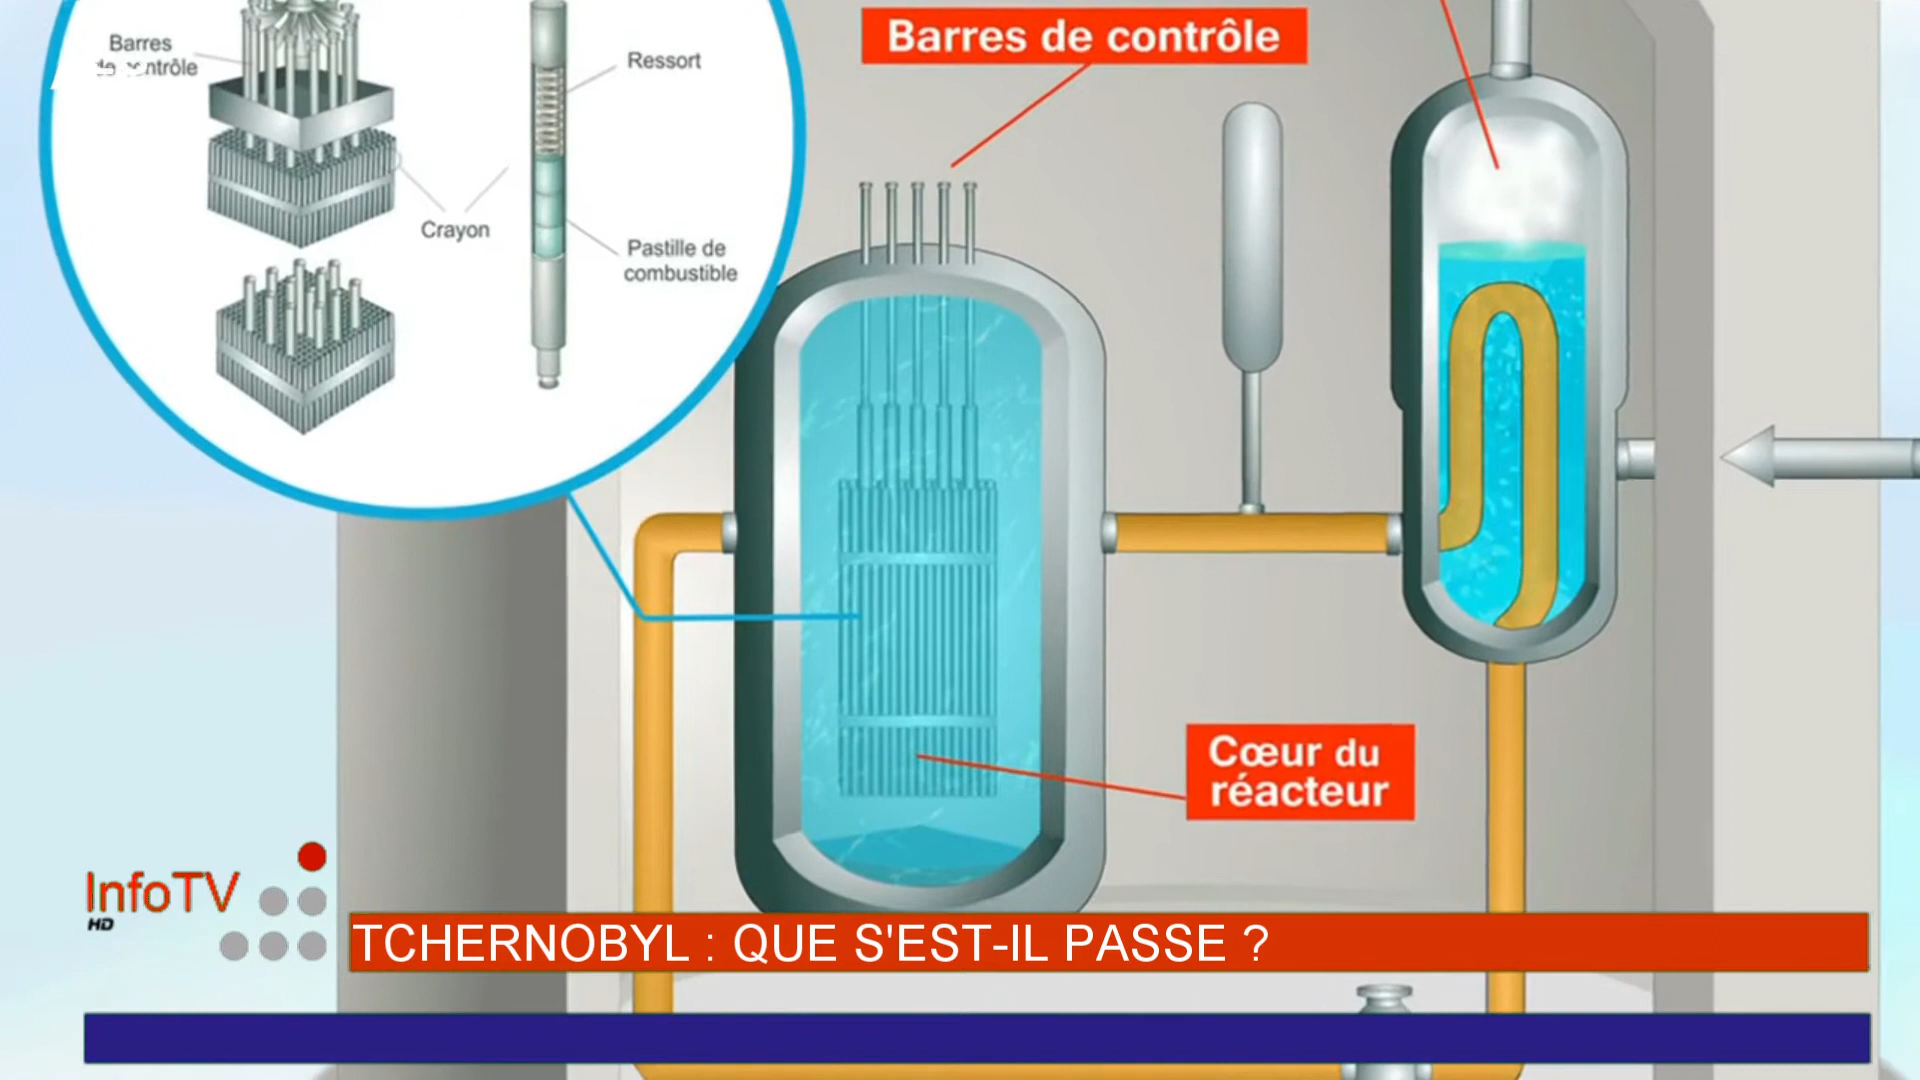 Barres de contrôle
Barres
Ressort
Crayon
Pastille de
combustible
Cœur du
réacteur
InfoTV
HD
TCHERNOBYL : QUE S'EST-IL PASSE ?